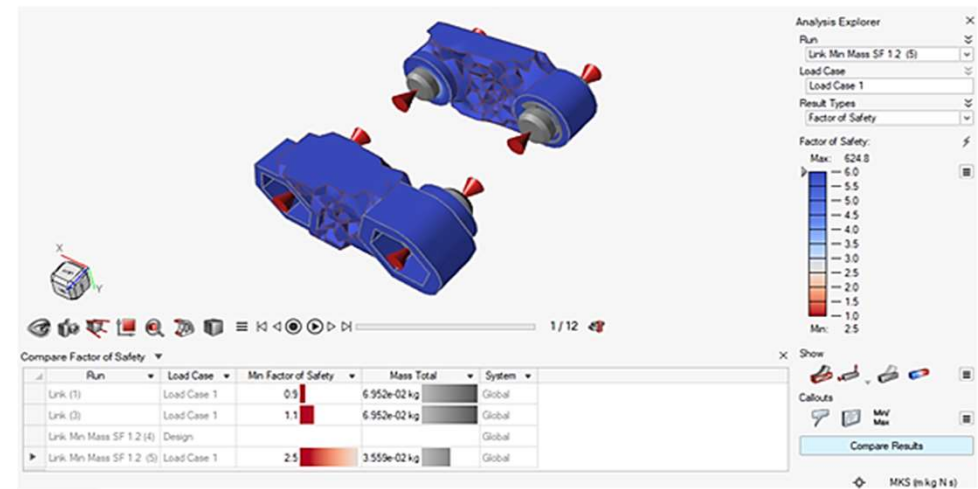 Analysis Explorer
Run
Link Min Mass SF 1.2 (5)
Load Case
Load Case 1
Result Types
Factor of Safety
Factor of Safety:
Max: 624.8
6.0
5.5
5.0
4.5
4.0
3.5
3.0
2.5
2.0
1.5
1.0
Min: 2.5
X
Y
1 / 12
Compare Factor of Safety
Run Load Case Min Factor of Safety Mass Total System
Link (1) Load Case 1 0.9 6.952e-02 kg Global
Link (3) Load Case 1 1.1 6.952e-02 kg Global
Link Min Mass SF 1.2 (4) Design Global
Link Min Mass SF 1.2 (5) Load Case 1 2.5 3.559e-02 kg Global
Show
Callouts
Min/
Max
Compare Results
MKS (m kg N s)